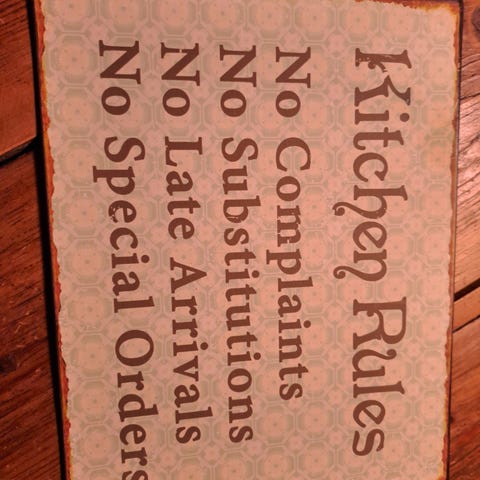 Kitchen Rules
No Complaints
No Substitutions
No Late Arrivals
No Special Orders